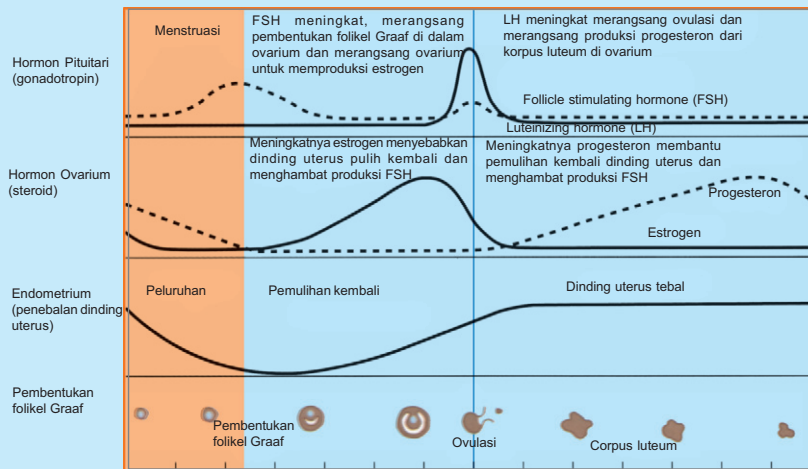 Menstruasi
FSH meningkat, merangsang
pembentukan folikel Graaf di dalam
ovarium dan merangsang ovarium
untuk memproduksi estrogen
LH meningkat merangsang ovulasi dan
merangsang produksi progesteron dari
korpus luteum di ovarium
Hormon Pituitari
(gonadotropin)
Follicle stimulating hormone (FSH)
Luteinizing hormone (LH)
Meningkatnya estrogen menyebabkan
dinding uterus pulih kembali dan
menghambat produksi FSH
Meningkatnya progesteron membantu
pemulihan kembali dinding uterus dan
menghambat produksi FSH
Hormon Ovarium
(steroid)
Progesteron
Estrogen
Endometrium
(penebalan dinding
uterus)
Peluruhan
Pemulihan kembali
Dinding uterus tebal
Pembentukan
folikel Graaf
Pembentukan
folikel Graaf
Ovulasi
Corpus luteum